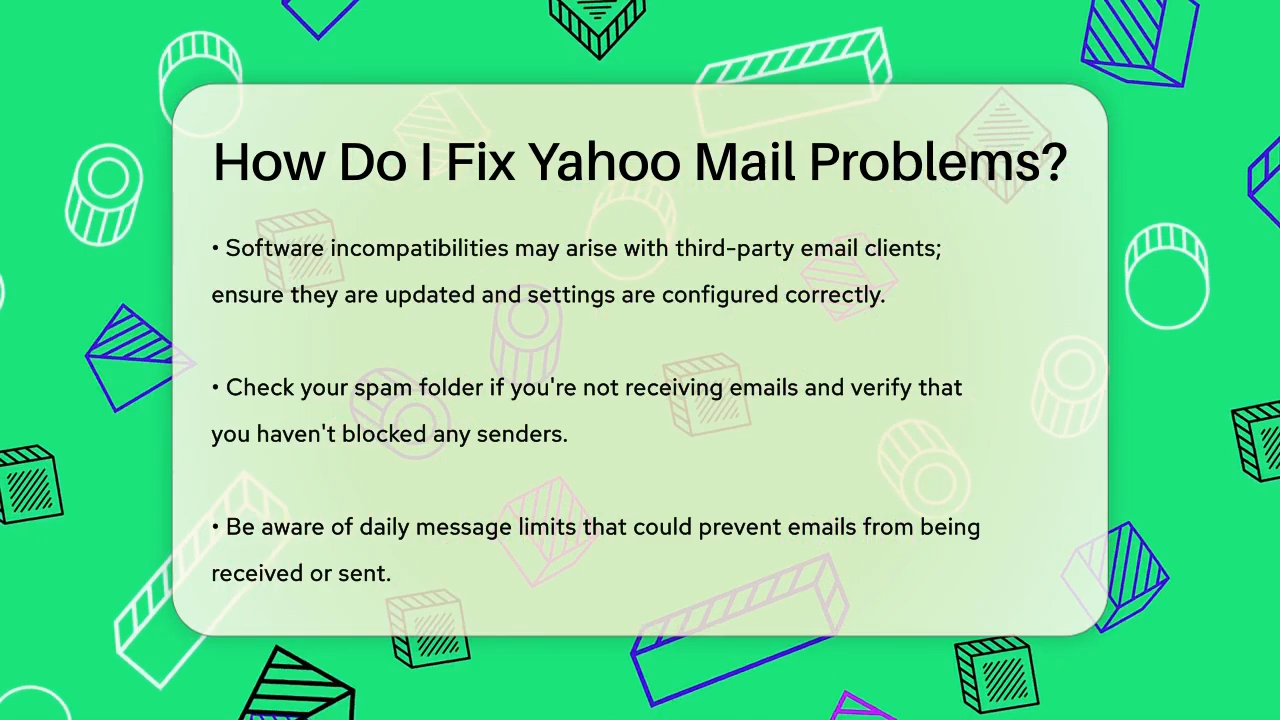 How Do I Fix Yahoo Mail Problems?
• Software incompatibilities may arise with third-party email clients;
ensure they are updated and settings are configured correctly.
• Check your spam folder if you're not receiving emails and verify that
you haven't blocked any senders.
• Be aware of daily message limits that could prevent emails from being
received or sent.